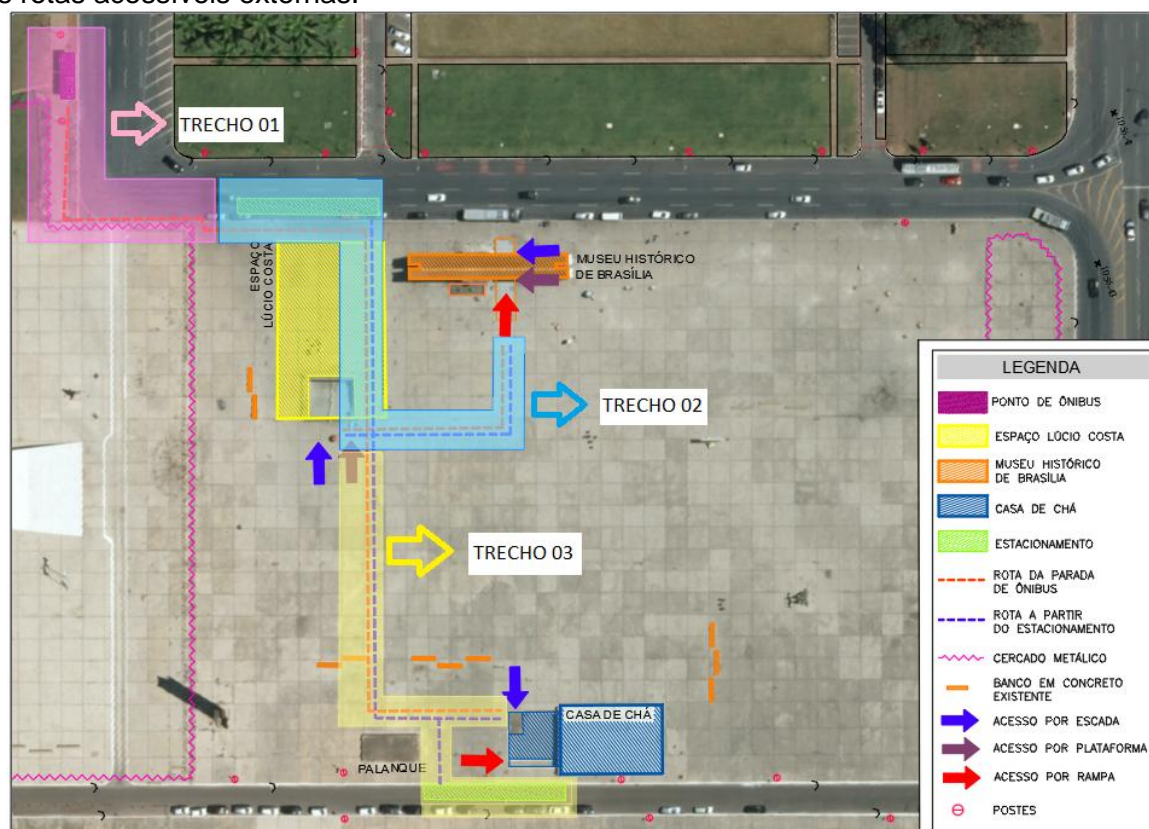 s rotas acessíveis externas.
TRECHO 01
ESPAÇO
LÚCIO COSTA
MUSEU HISTÓRICO
DE BRASÍLIA
TRECHO 02
TRECHO 03
CASA DE CHÁ
PALANQUE
LEGENDA
PONTO DE ÔNIBUS
ESPAÇO LÚCIO COSTA
MUSEU HISTÓRICO
DE BRASÍLIA
CASA DE CHÁ
ESTACIONAMENTO
ROTA DA PARADA
DE ÔNIBUS
ROTA A PARTIR
DO ESTACIONAMENTO
CERCADO METÁLICO
BANCO EM CONCRETO
EXISTENTE
ACESSO POR ESCADA
ACESSO POR PLATAFORMA
ACESSO POR RAMPA
POSTES